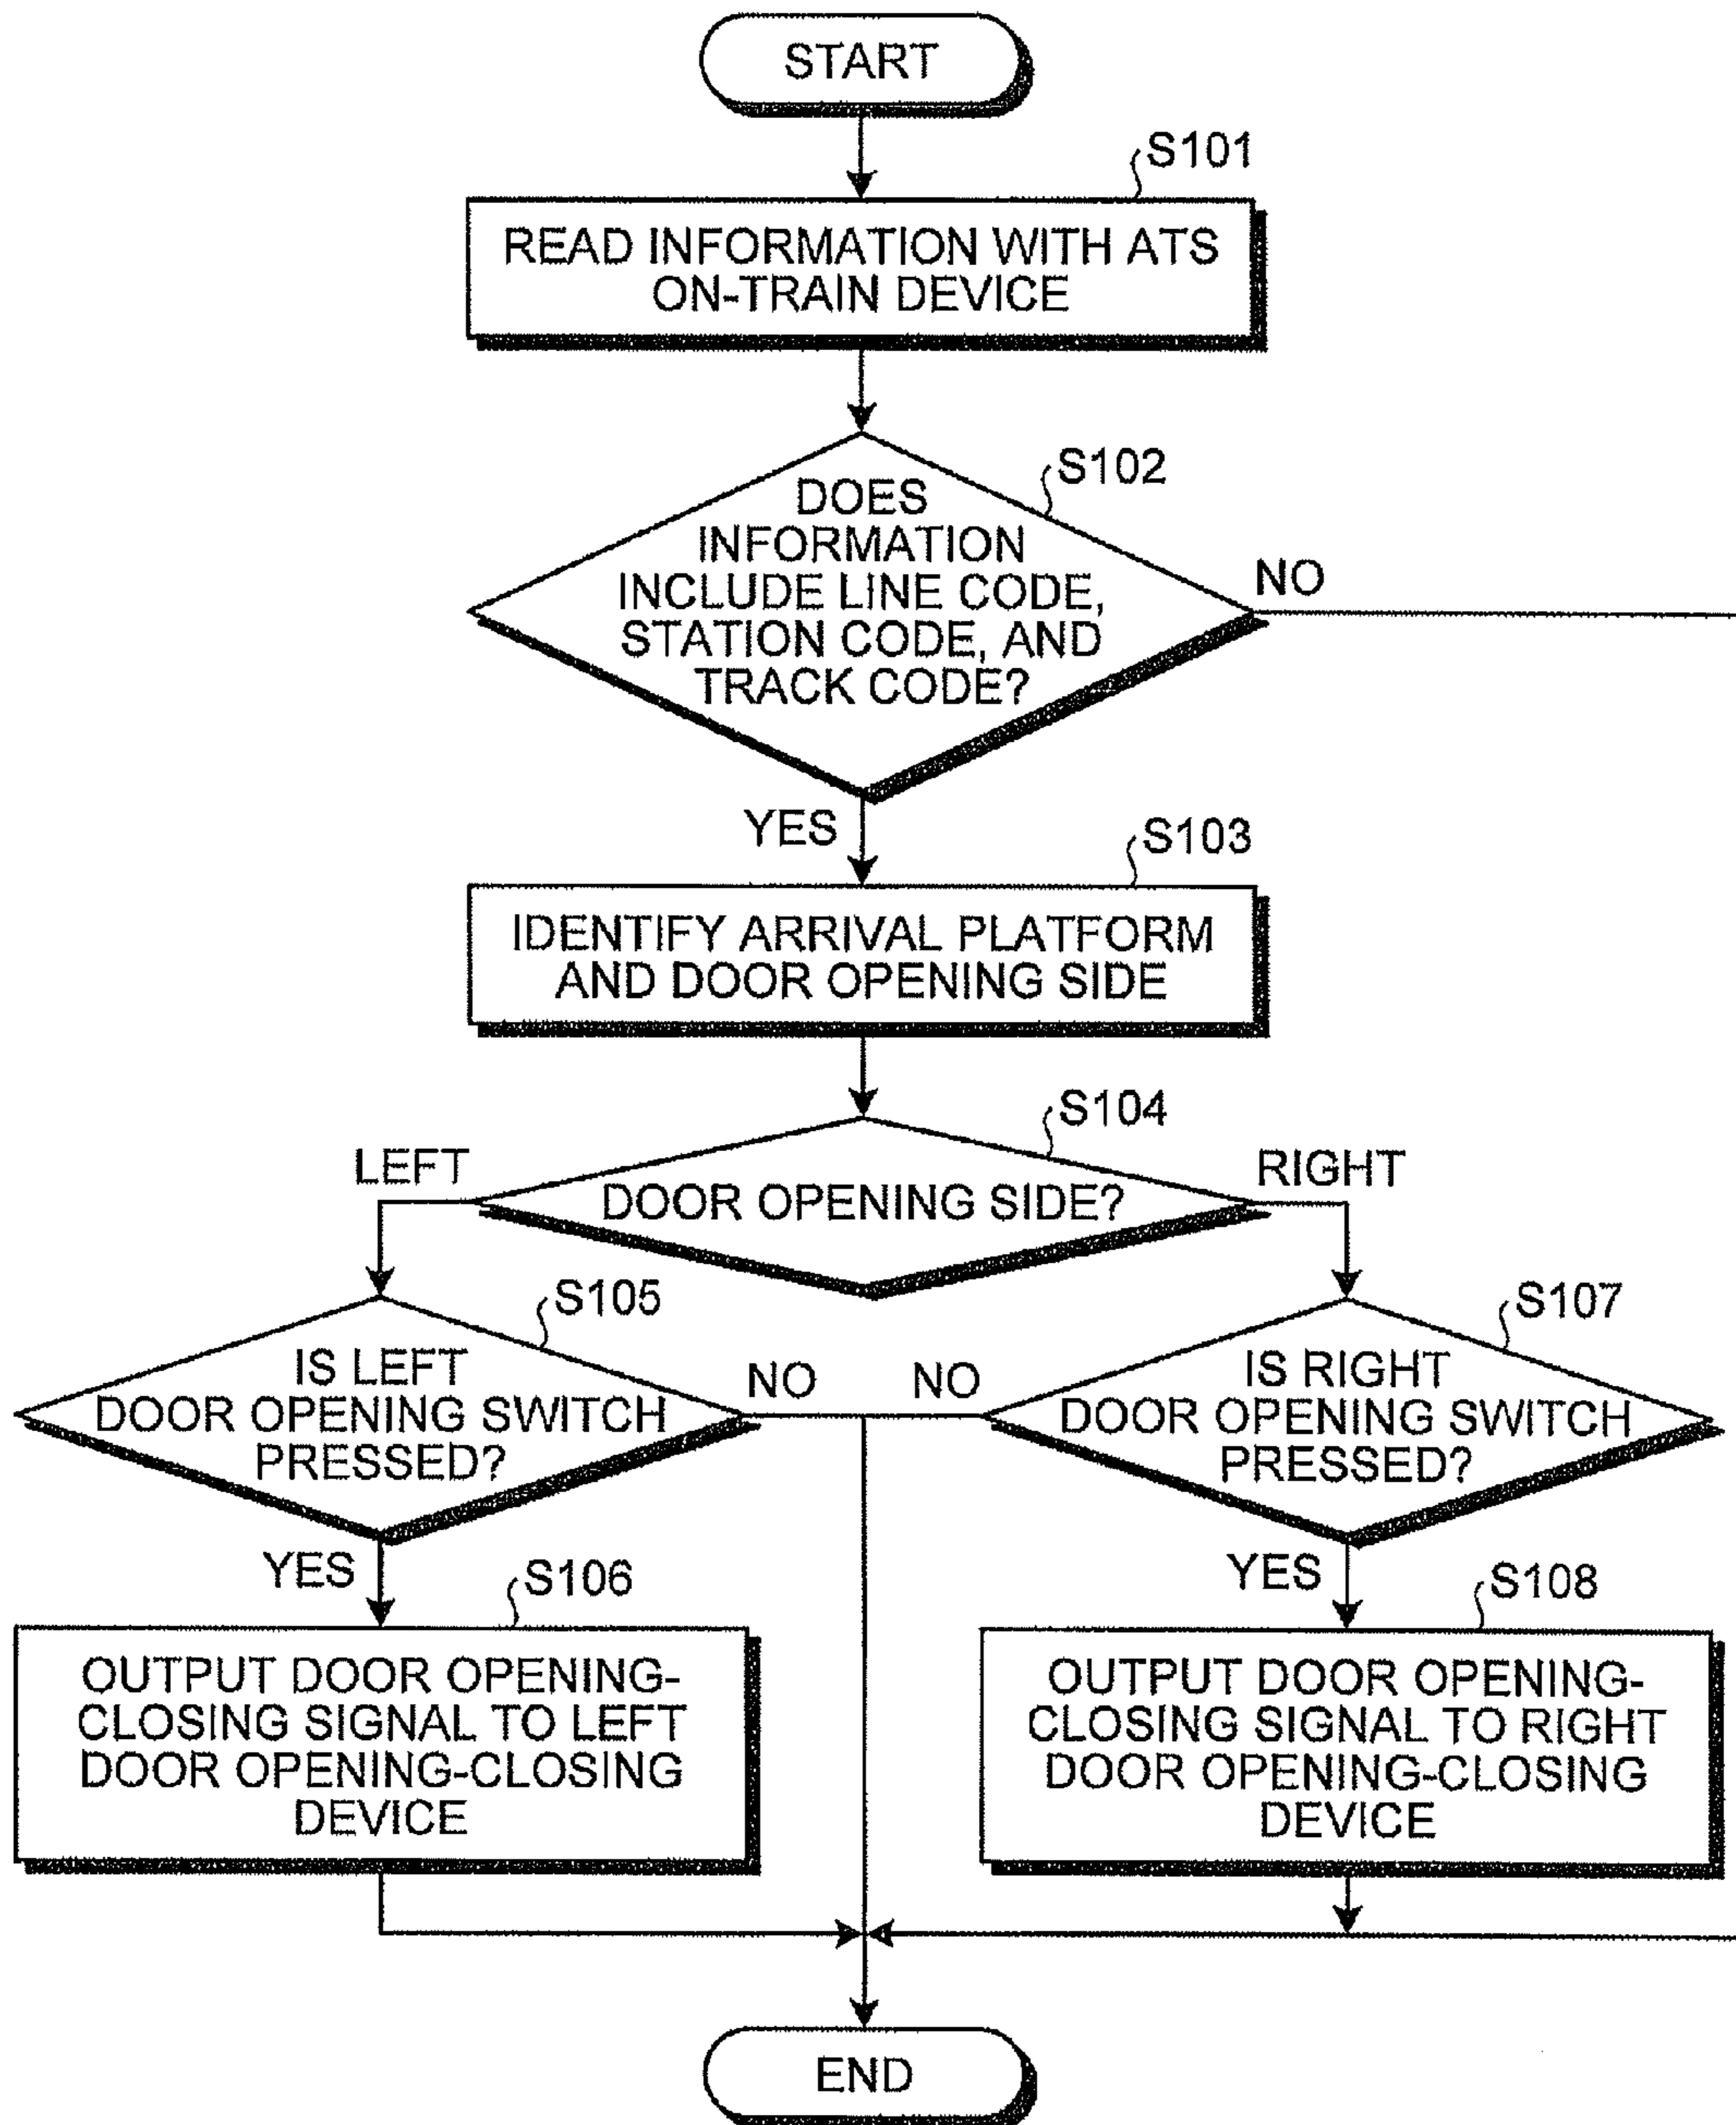 START
S101
READ INFORMATION WITH ATS
ON-TRAIN DEVICE
S102
DOES
INFORMATION
INCLUDE LINE CODE,
STATION CODE, AND
TRACK CODE?
NO
YES
S103
IDENTIFY ARRIVAL PLATFORM
AND DOOR OPENING SIDE
S104
LEFT
DOOR OPENING SIDE?
RIGHT
S105
IS LEFT
DOOR OPENING SWITCH
PRESSED?
NO
YES
S106
OUTPUT DOOR OPENING-
CLOSING SIGNAL TO LEFT
DOOR OPENING-CLOSING
DEVICE
S107
IS RIGHT
DOOR OPENING SWITCH
PRESSED?
NO
YES
S108
OUTPUT DOOR OPENING-
CLOSING SIGNAL TO RIGHT
DOOR OPENING-CLOSING
DEVICE
END